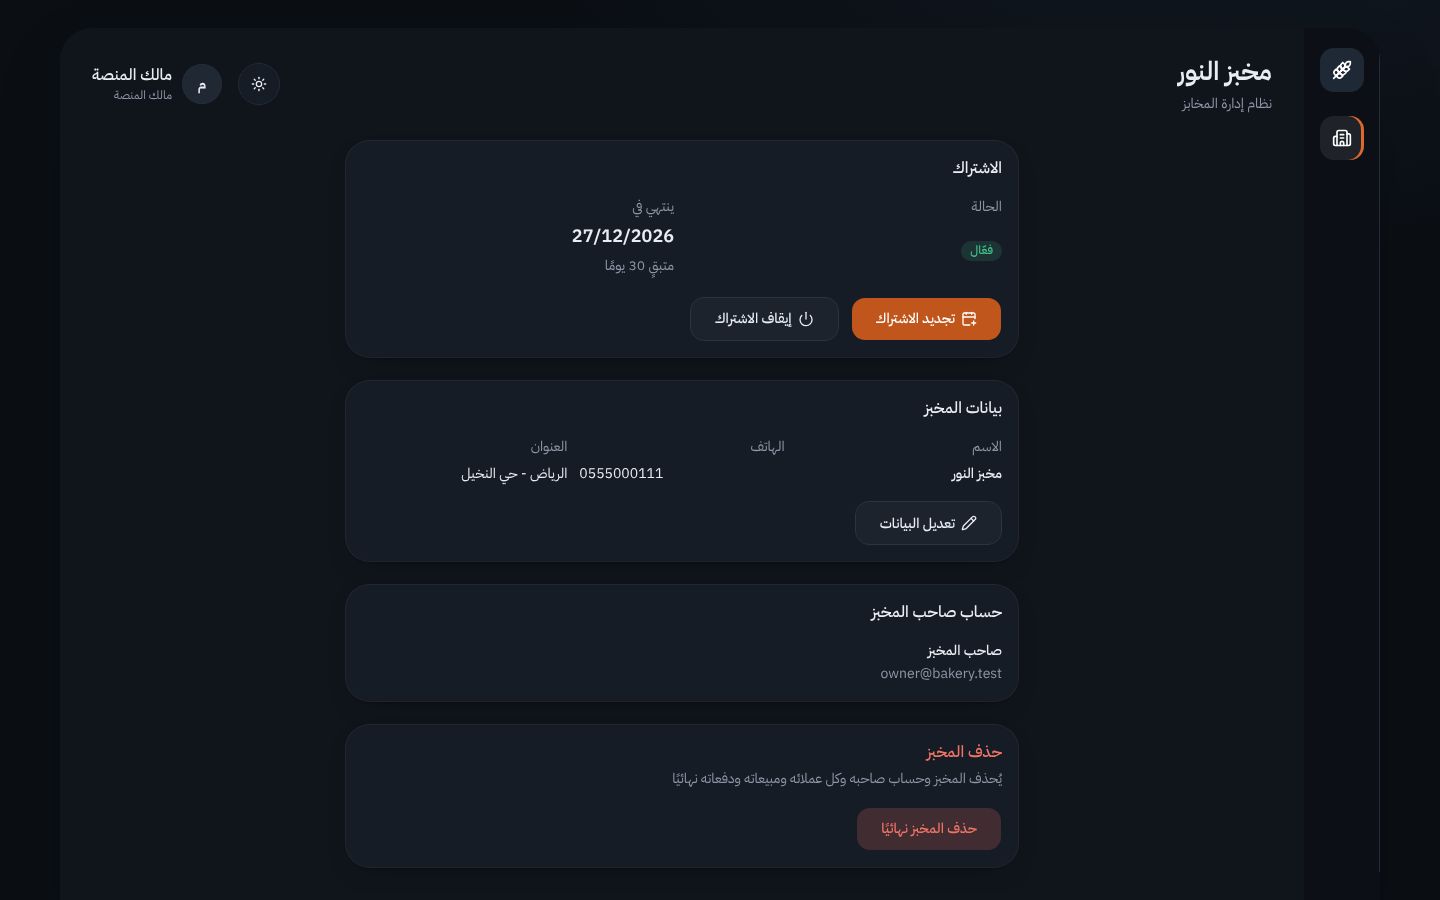 مخبز النور
نظام إدارة المخابز
م
مالك المنصة
مالك المنصة
الاشتراك
الحالة
فعّال
ينتهي في
27/12/2026
متبقٍ 30 يومًا
تجديد الاشتراك
إيقاف الاشتراك
بيانات المخبز
الاسم
مخبز النور
الهاتف
0555000111
العنوان
الرياض - حي النخيل
تعديل البيانات
حساب صاحب المخبز
صاحب المخبز
owner@bakery.test
حذف المخبز
يُحذف المخبز وحساب صاحبه وكل عملائه ومبيعاته ودفعاته نهائيًا
حذف المخبز نهائيًا